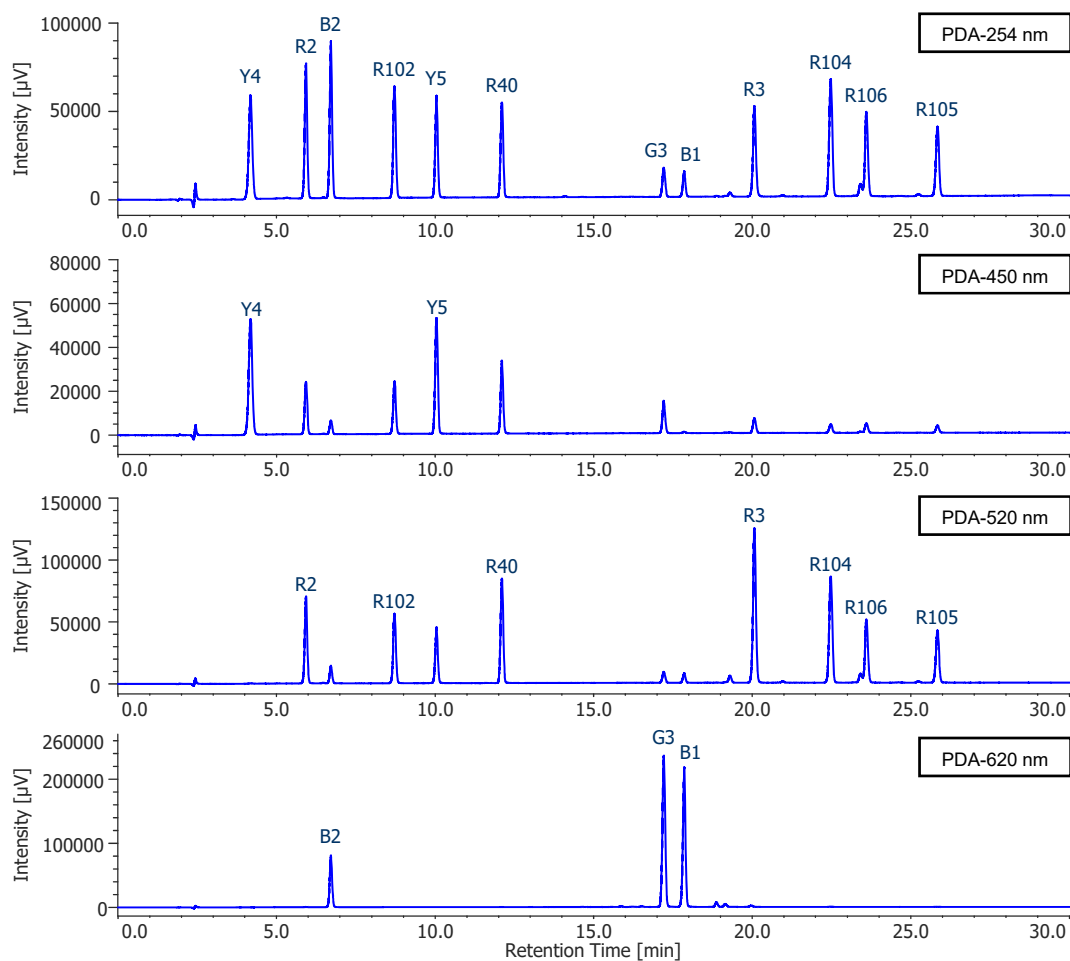 PDA-254 nm
Intensity [µV]
100000
50000
0
Y4
R2
B2
R102
Y5
R40
G3
B1
R3
R104
R106
R105
0.0 5.0 10.0 15.0 20.0 25.0 30.0
PDA-450 nm
Intensity [µV]
80000
60000
40000
20000
0
Y4
Y5
0.0 5.0 10.0 15.0 20.0 25.0 30.0
PDA-520 nm
Intensity [µV]
150000
100000
50000
0
R2
R102
R40
R3
R104
R106
R105
0.0 5.0 10.0 15.0 20.0 25.0 30.0
PDA-620 nm
Intensity [µV]
260000
200000
100000
0
B2
G3
B1
0.0 5.0 10.0 15.0 20.0 25.0 30.0
Retention Time [min]